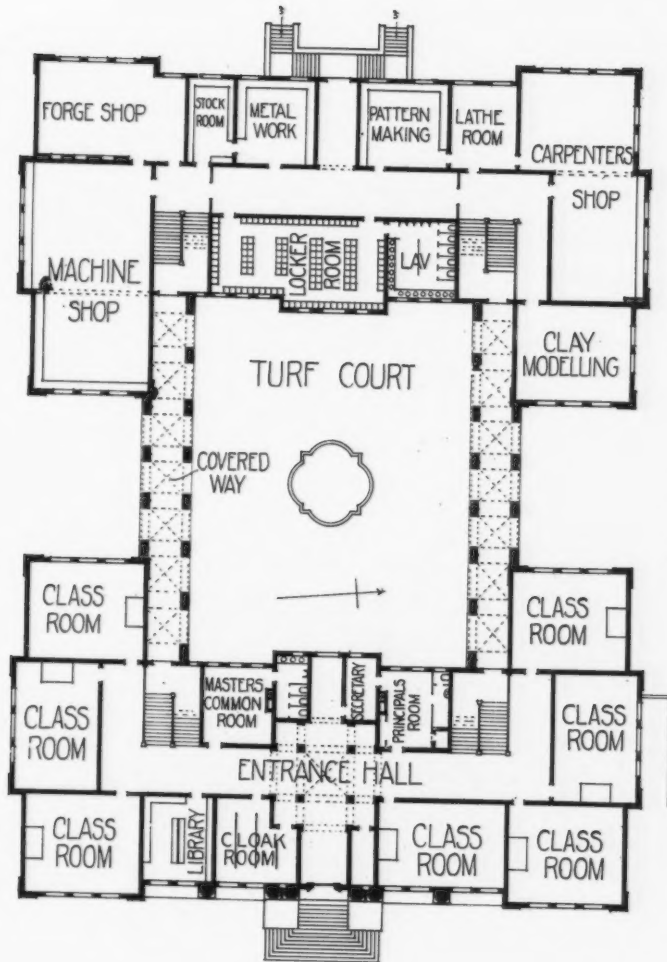 FORGE SHOP
STOCK
ROOM
METAL
WORK
PATTERN
MAKING
LATHE
ROOM
CARPENTERS
SHOP
MACHINE
SHOP
LOCKER
ROOM
LAV
CLAY
MODELLING
TURF COURT
COVERED
WAY
CLASS
ROOM
CLASS
ROOM
MASTERS
COMMON
ROOM
SECRETARY
PRINCIPALS
ROOM
CLASS
ROOM
CLASS
ROOM
ENTRANCE HALL
CLASS
ROOM
LIBRARY
CLOAK
ROOM
CLASS
ROOM
CLASS
ROOM